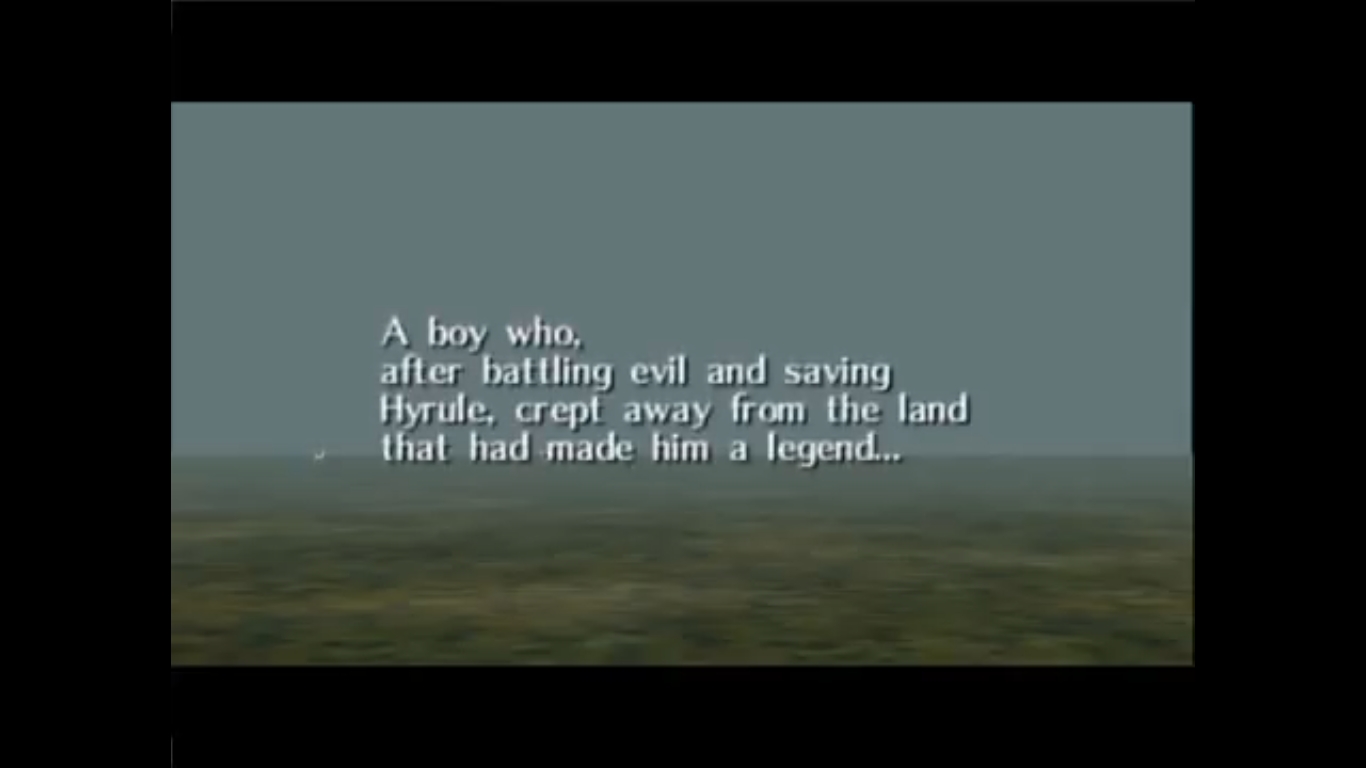 A boy who,
after battling evil and saving
Hyrule, crept away from the land
that had made him a legend...